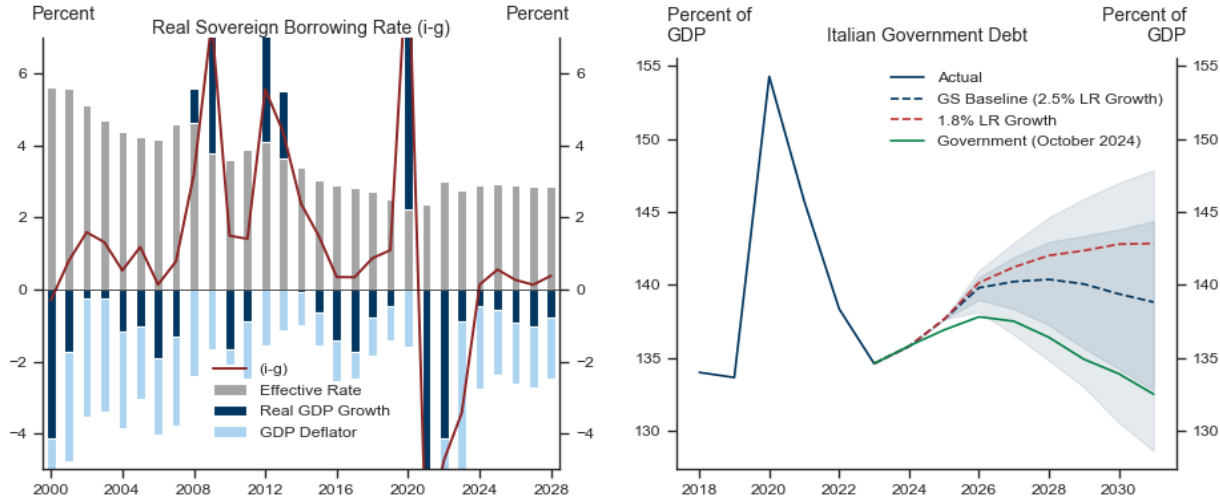 Percent
Real Sovereign Borrowing Rate (i-g)
Percent
6
4
2
0
−2
−4
6
4
2
0
−2
−4
(i-g)
Effective Rate
Real GDP Growth
GDP Deflator
2000 2004 2008 2012 2016 2020 2024 2028
Percent of
GDP
Italian Government Debt
Percent of
GDP
155
150
145
140
135
130
155
150
145
140
135
130
Actual
GS Baseline (2.5% LR Growth)
1.8% LR Growth
Government (October 2024)
2018 2020 2022 2024 2026 2028 2030